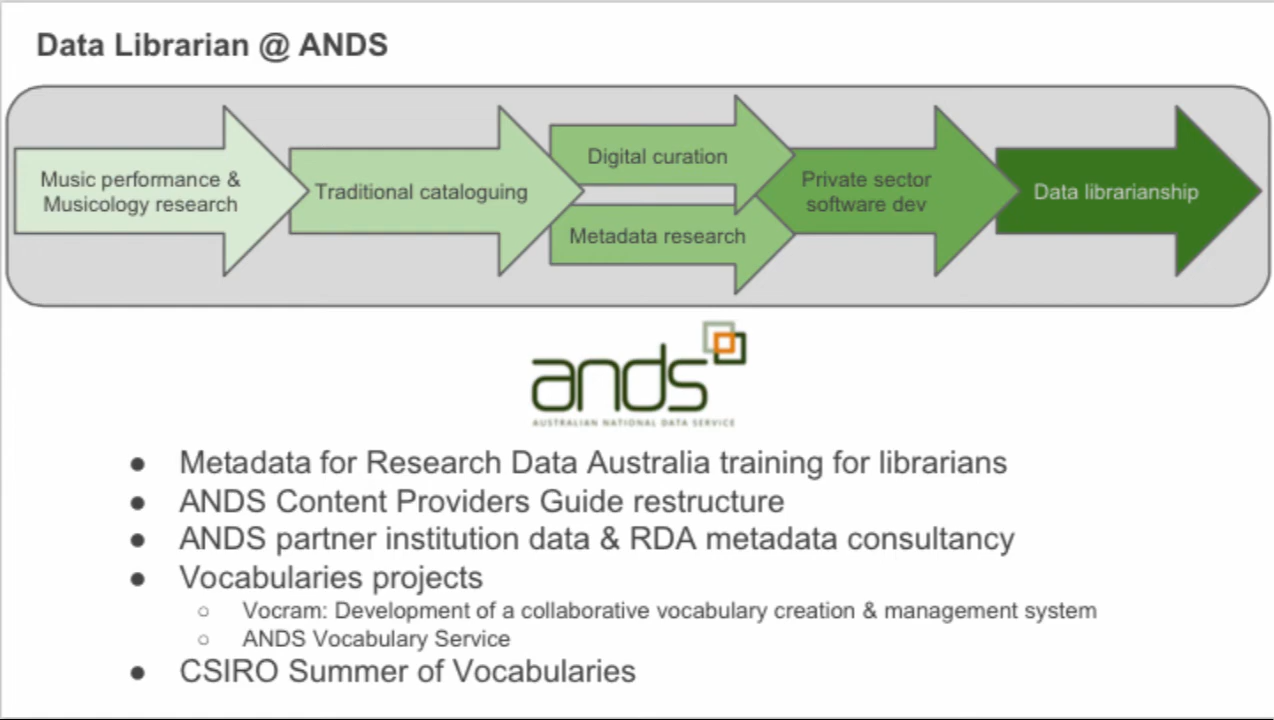 Data Librarian @ ANDS
Music performance &
Musicology research
Traditional cataloguing
Digital curation
Metadata research
Private sector
software dev
Data librarianship
ands
AUSTRALIAN NATIONAL DATA SERVICE
● Metadata for Research Data Australia training for librarians
● ANDS Content Providers Guide restructure
● ANDS partner institution data & RDA metadata consultancy
● Vocabularies projects
○ Vocram: Development of a collaborative vocabulary creation & management system
○ ANDS Vocabulary Service
● CSIRO Summer of Vocabularies